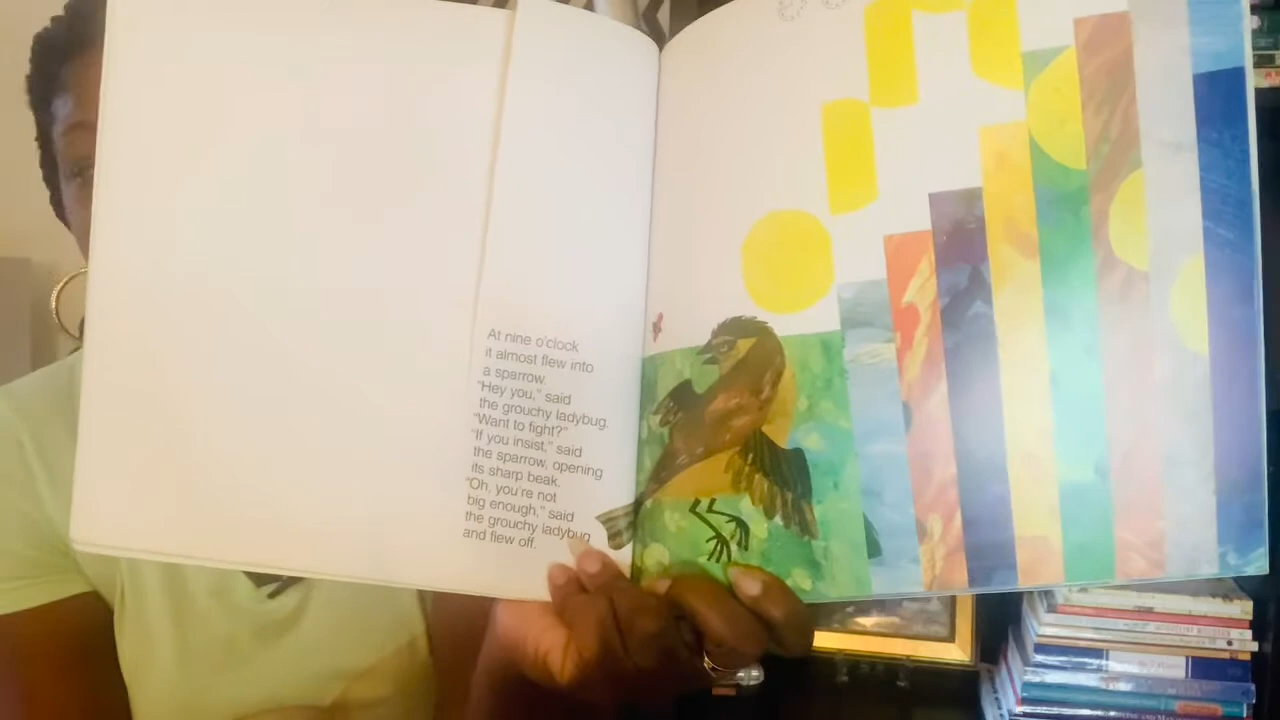 At nine o'clock
it almost flew into
a sparrow.
"Hey you," said
the grouchy ladybug.
"Want to fight?"
"If you insist," said
the sparrow, opening
its sharp beak.
"Oh, you're not
big enough," said
the grouchy ladybug
and flew off.